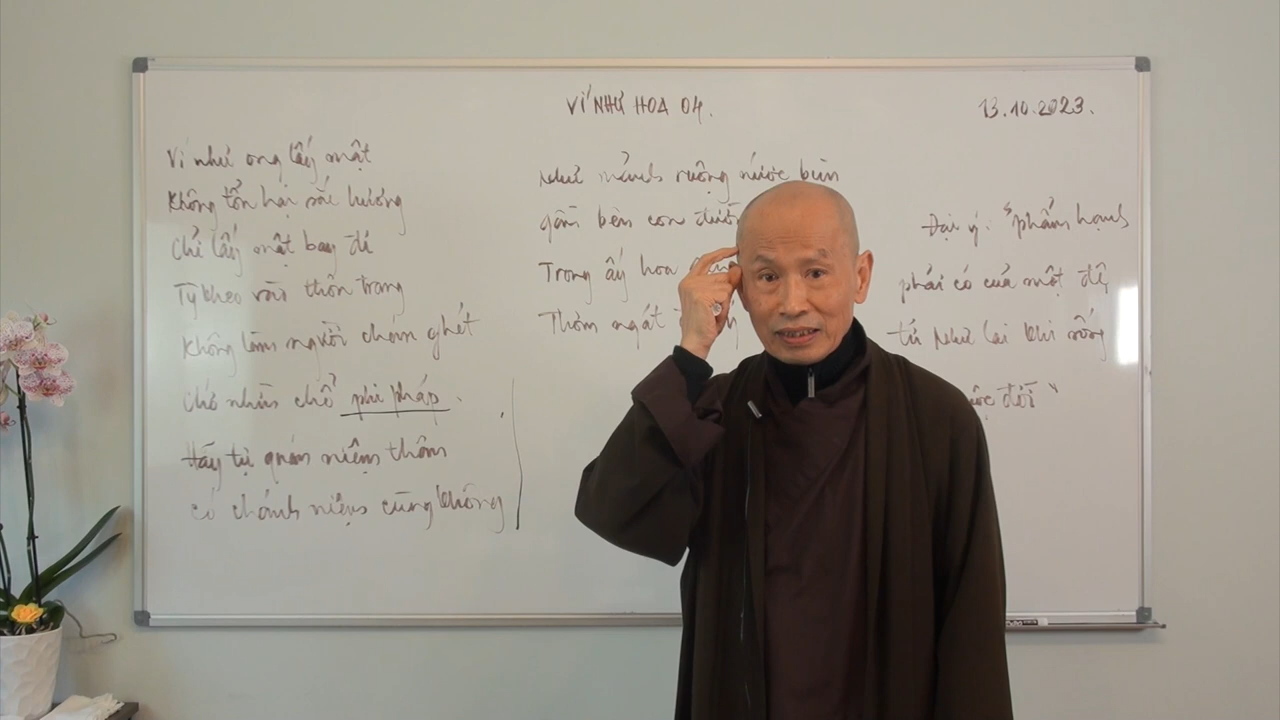 VÍ NHƯ HOA 04.
13.10.2023.
Ví như ong lấy mật
Không tổn hại sắc hương
Chỉ lấy mật bay đi
Tỳ kheo vào thôn trang
Không làm người chán ghét
Chớ nhìn chỗ phi pháp.
Hãy tự quán niệm thân
có chánh niệm cũng không
Như mảnh ruộng nước bùn
gần bên con đường
Trong ấy hoa
Thơm ngát
Đại ý: "phẩm hạnh
phải có của một đệ
tử Như Lai khi sống
đời"